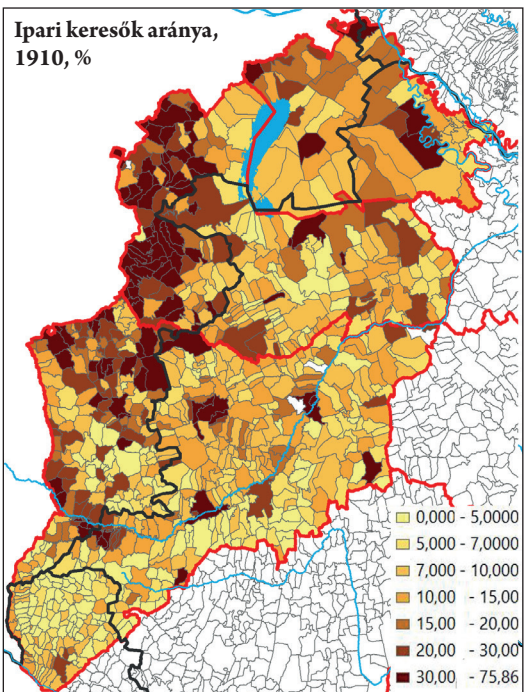 Ipari keresők aránya,
1910, %
0,000 - 5,0000
5,000 - 7,0000
7,000 - 10,000
10,00 - 15,00
15,00 - 20,00
20,00 - 30,00
30,00 - 75,86